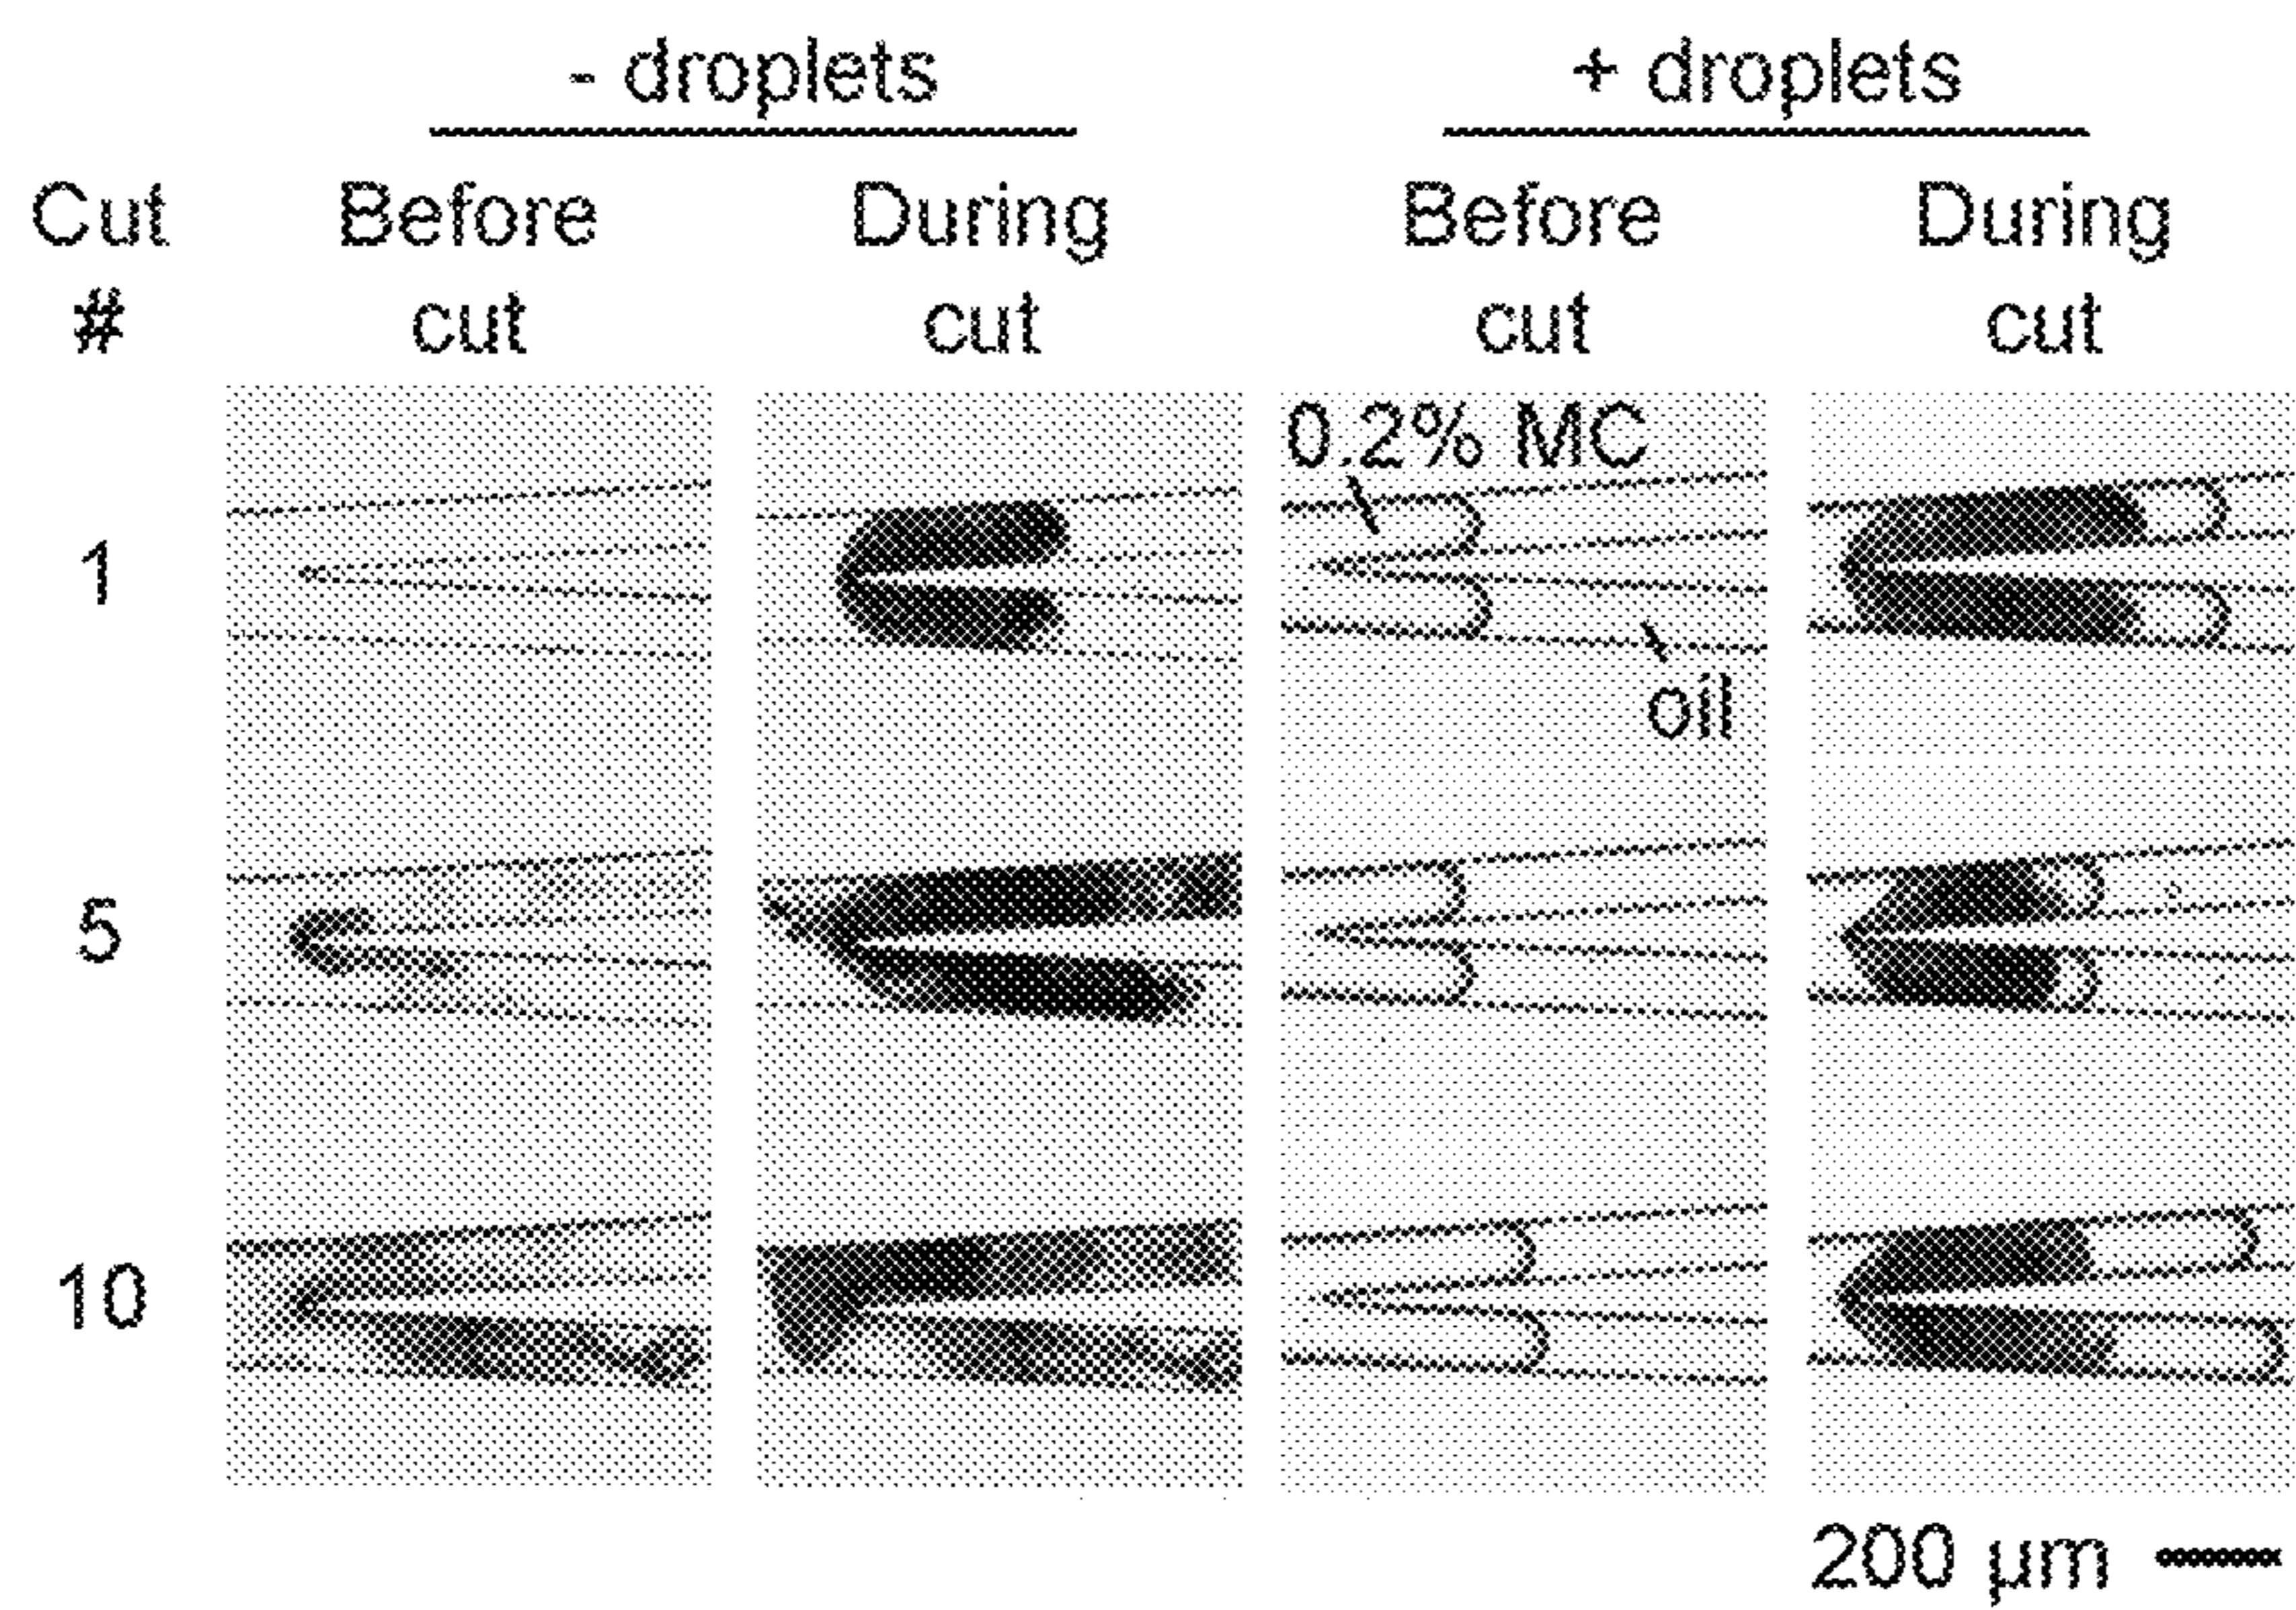 - droplets + droplets
Cut Before During Before During
# cut cut cut cut
0.2% MC
1
oil
5
10
200 µm